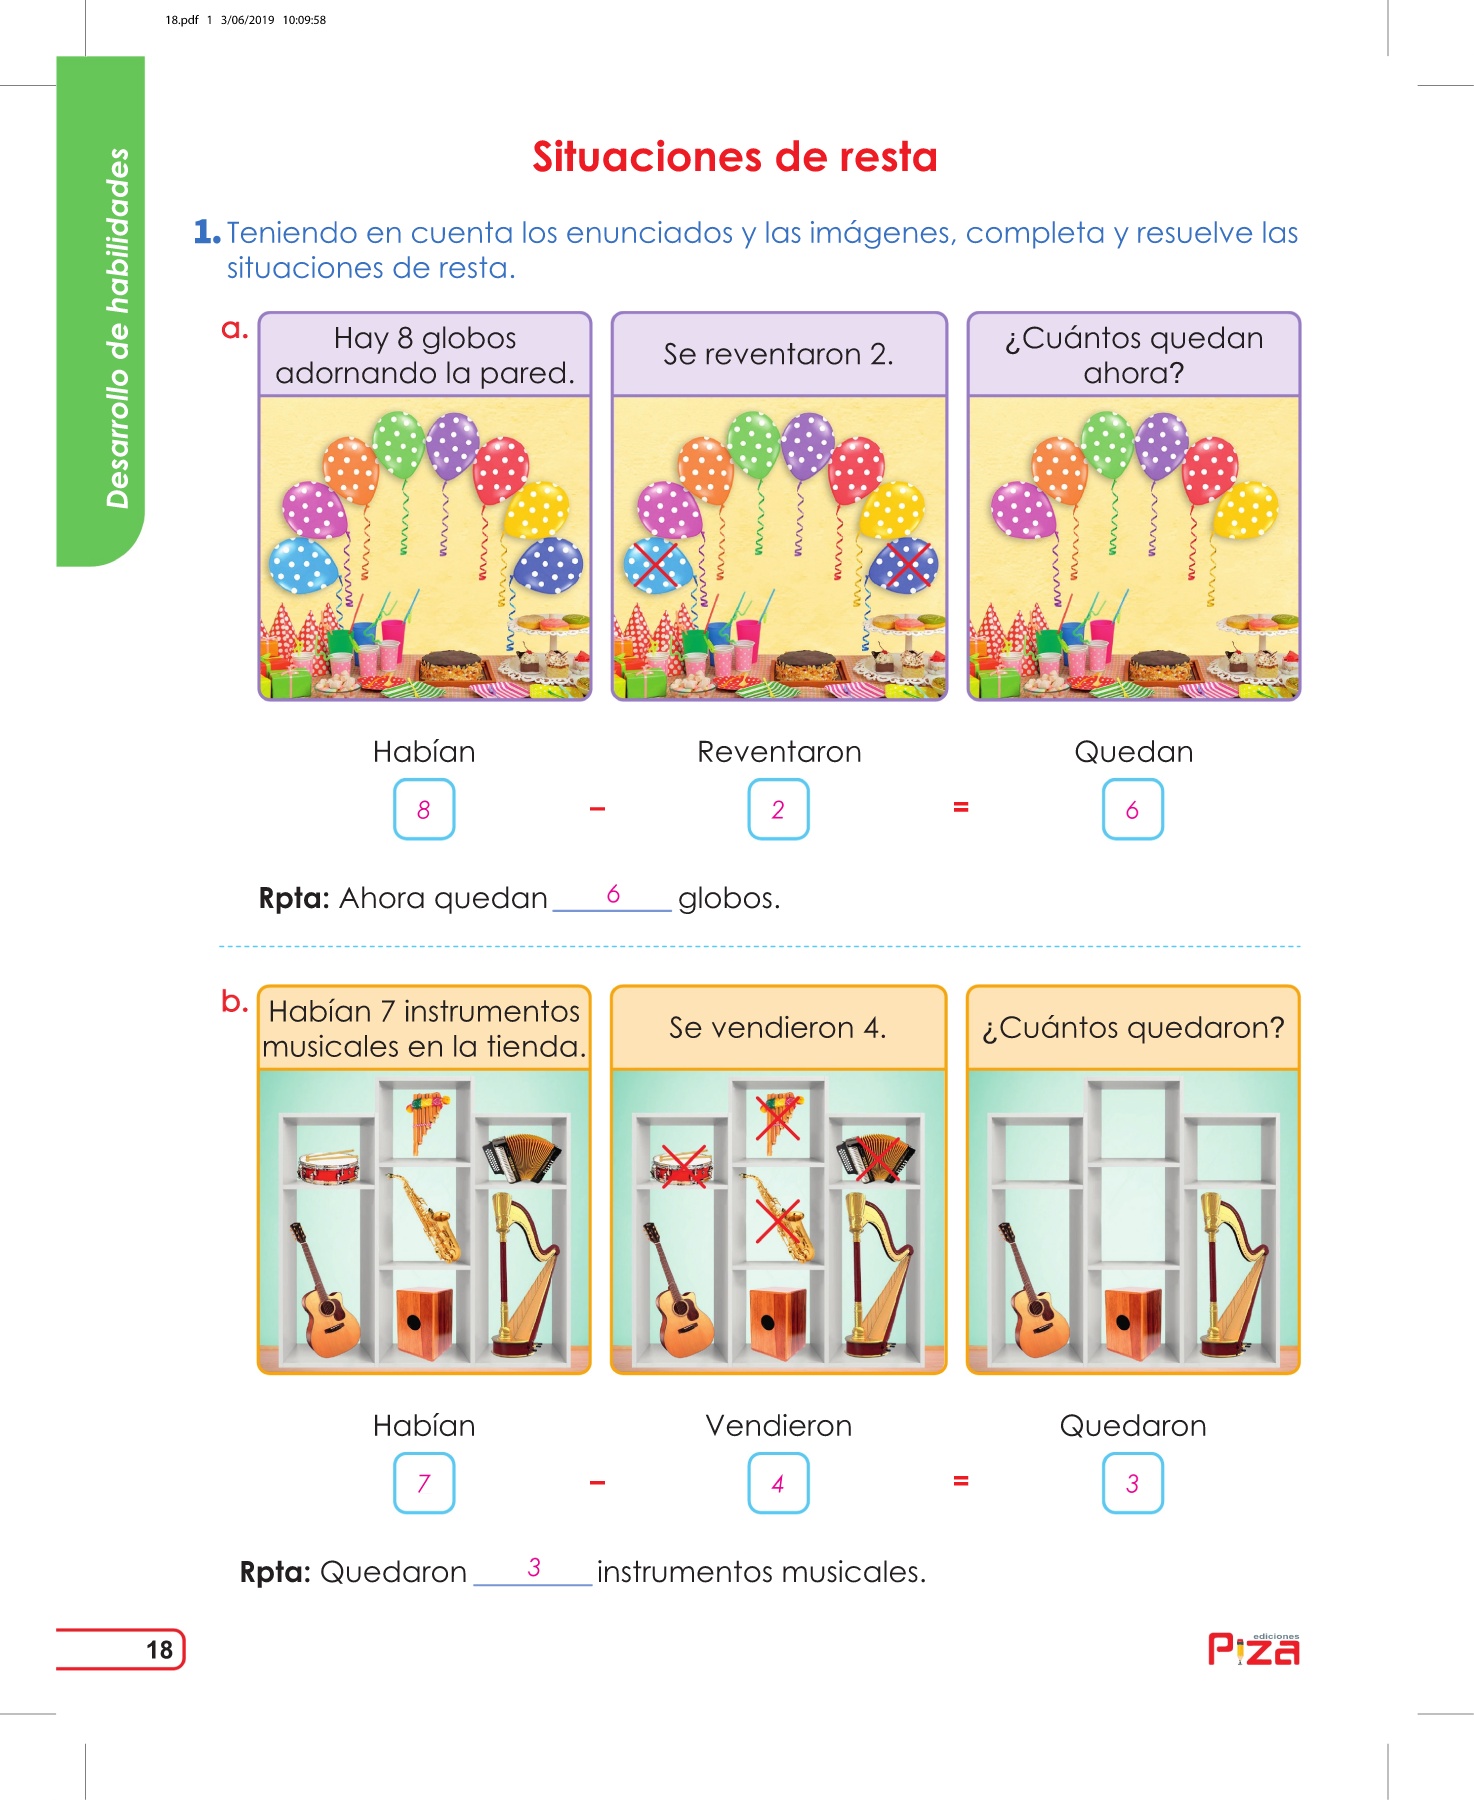 18.pdf 1 3/06/2019 10:09:58
Desarrollo de habilidades
Situaciones de resta
1. Teniendo en cuenta los enunciados y las imágenes, completa y resuelve las
situaciones de resta.
a.
Hay 8 globos
adornando la pared.
Se reventaron 2.
¿Cuántos quedan
ahora?
Habían
Reventaron
Quedan
8 – 2 = 6
Rpta: Ahora quedan 6 globos.
b.
Habían 7 instrumentos
musicales en la tienda.
Se vendieron 4.
¿Cuántos quedaron?
Habían
Vendieron
Quedaron
7 – 4 = 3
Rpta: Quedaron 3 instrumentos musicales.
18
ediciones
Piza